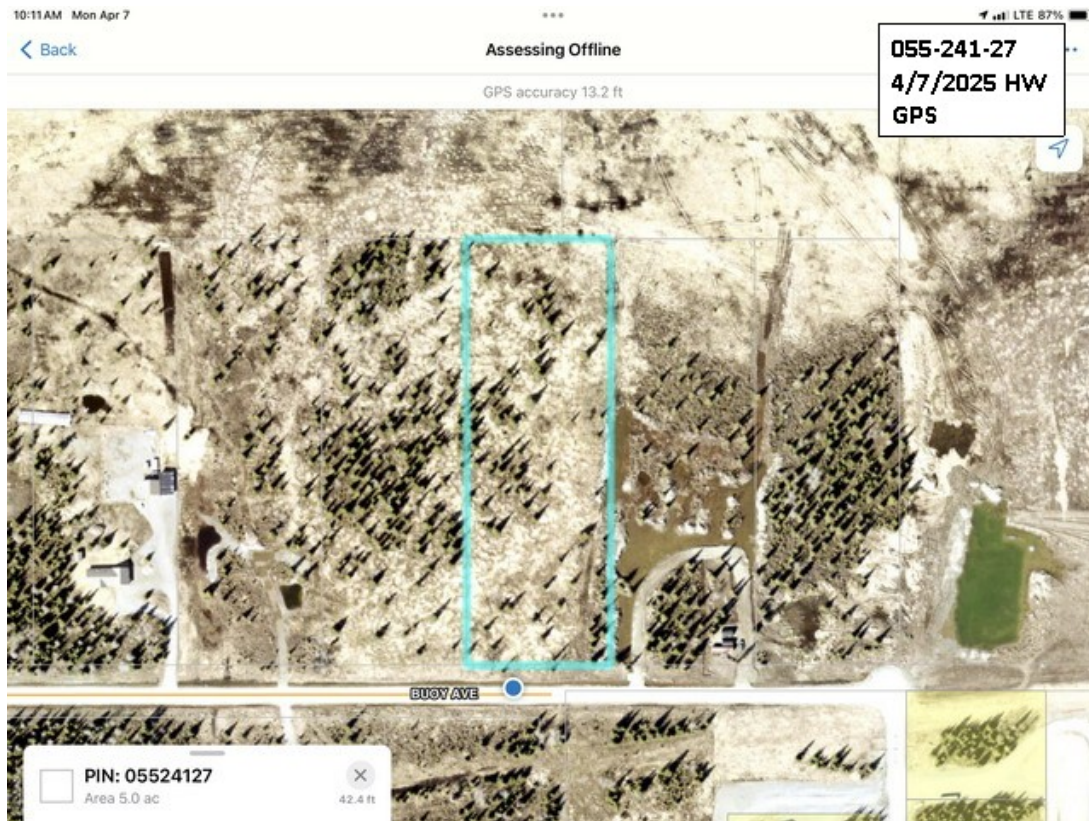 10:11 AM Mon Apr 7
LTE 87%
Back
Assessing Offline
GPS accuracy 13.2 ft
055-241-27
4/7/2025 HW
GPS
BUOY AVE
PIN: 05524127
Area 5.0 ac
42.4 ft